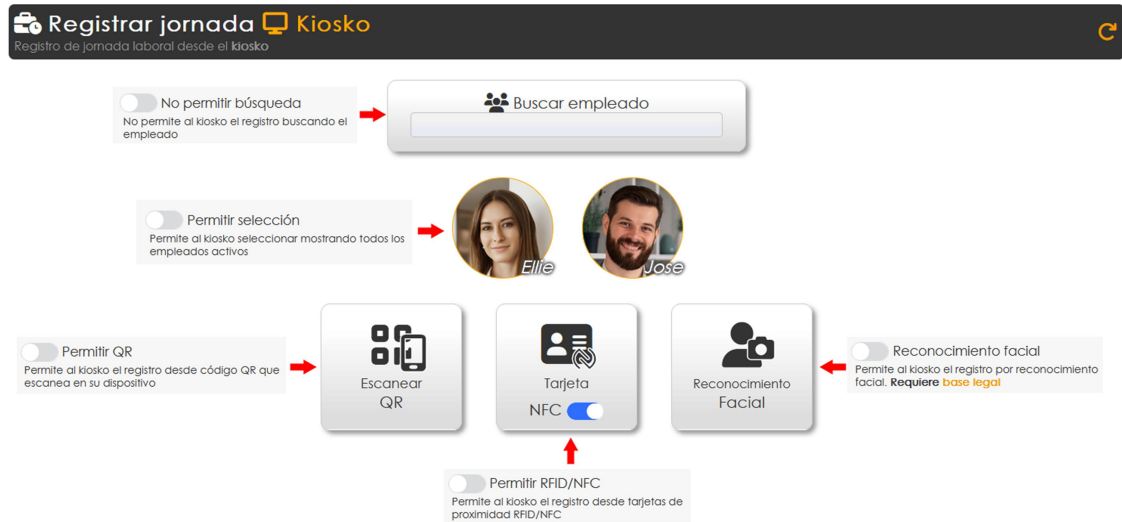 Registrar jornada Kiosko
Registro de jornada laboral desde el kiosko
No permitir búsqueda
No permite al kiosko el registro buscando el
empleado
Buscar empleado
Permitir selección
Permite al kiosko seleccionar mostrando todos los
empleados activos
Ellie
Jose
Permitir QR
Permite al kiosko el registro desde código QR que
escanea en su dispositivo
Escanear
QR
Tarjeta
NFC
Reconocimiento
Facial
Reconocimiento facial
Permite al kiosko el registro por reconocimiento
facial. Requiere base legal
Permitir RFID/NFC
Permite al kiosko el registro desde tarjetas de
proximidad RFID/NFC